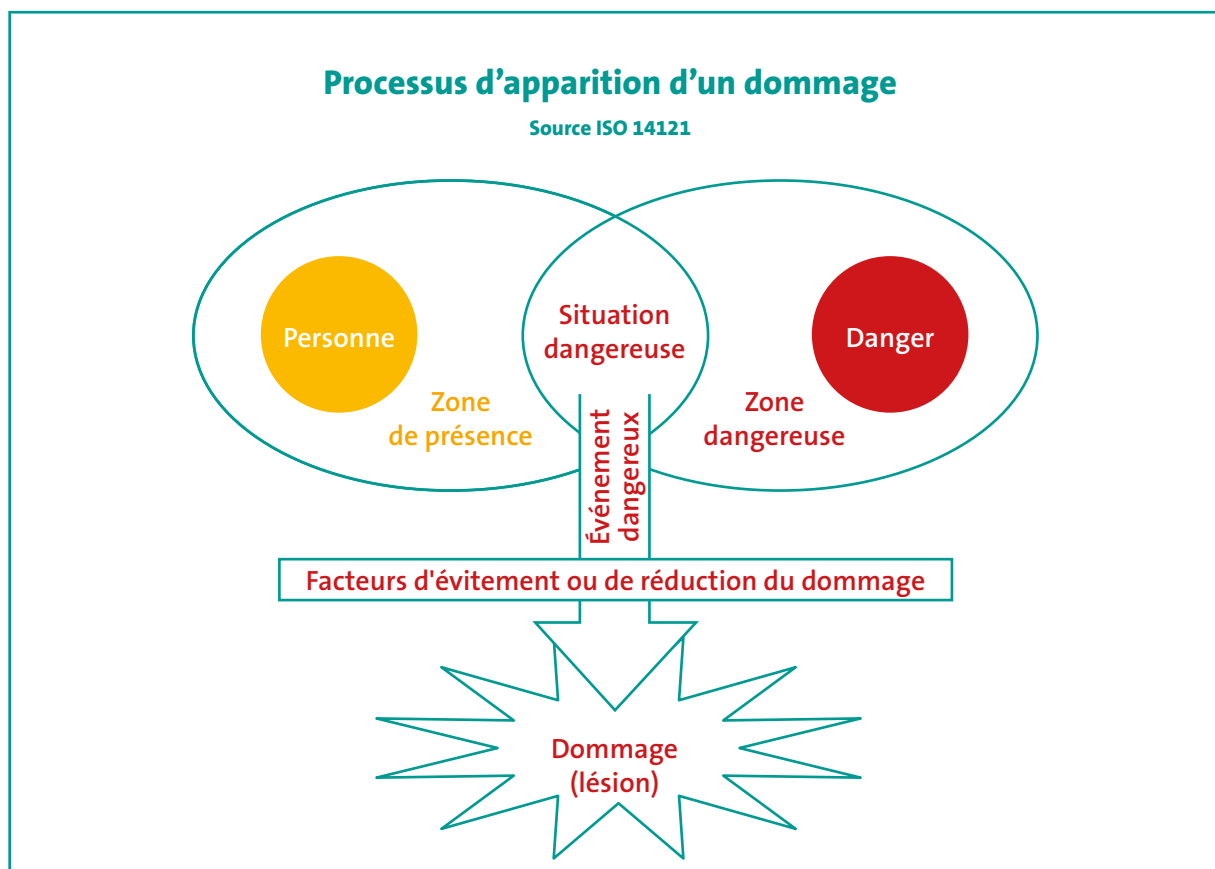 Processus d’apparition d’un dommage
Source ISO 14121
Personne
Zone
de présence
Situation
dangereuse
Danger
Zone
dangereuse
Événement
dangereux
Facteurs d'évitement ou de réduction du dommage
Dommage
(lésion)